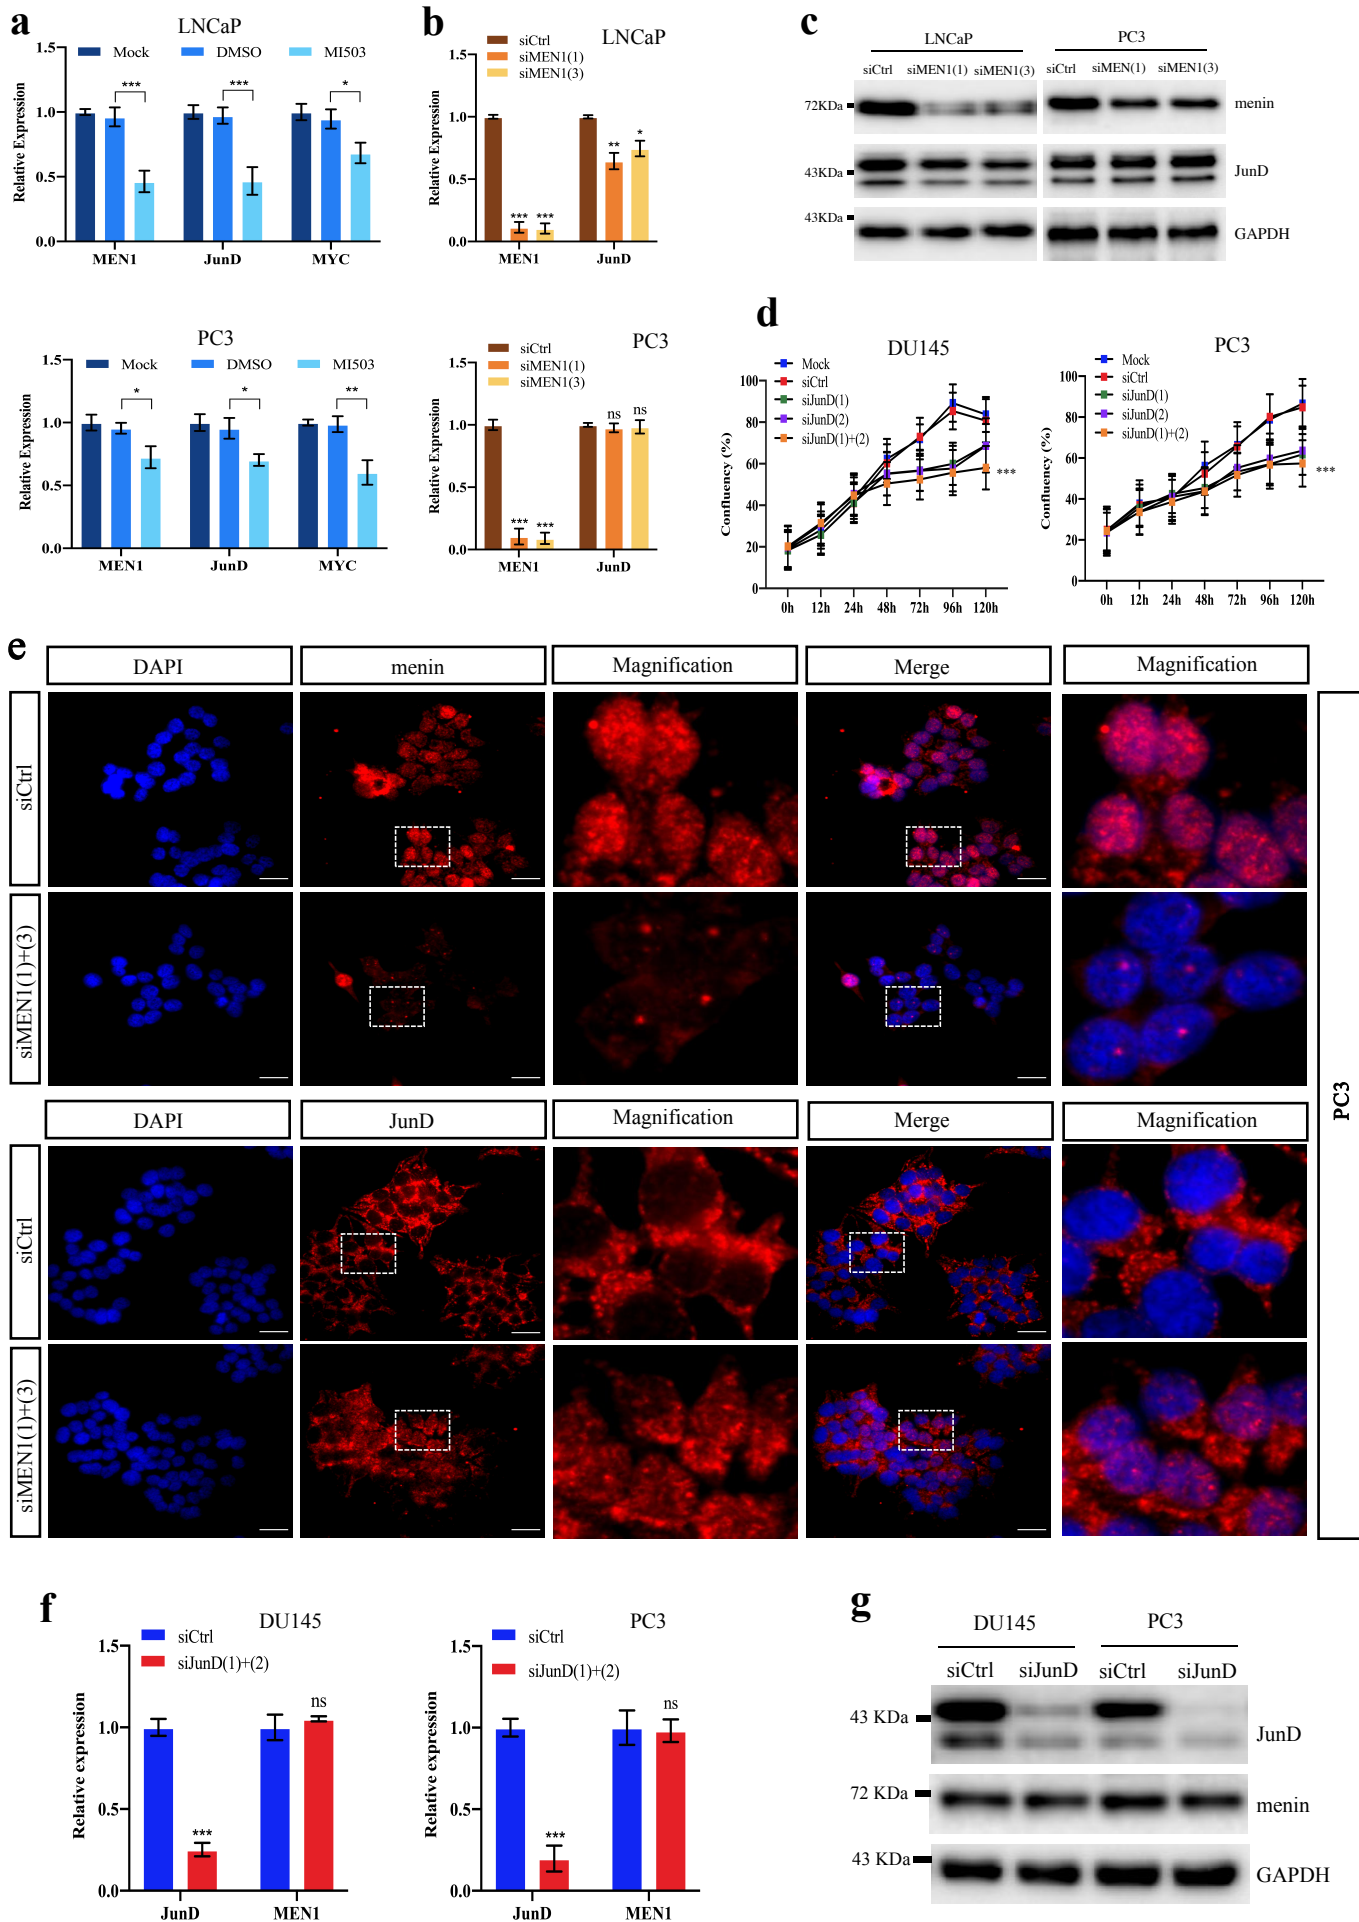 a
LNCaP
Mock DMSO MI503
Relative Expression
1.5
1.0
0.5
0.0
*** *** *
MEN1 JunD MYC
PC3
Mock DMSO MI503
Relative Expression
1.5
1.0
0.5
0.0
* * **
MEN1 JunD MYC
b
LNCaP
siCtrl
siMEN1(1)
siMEN1(3)
Relative Expression
1.5
1.0
0.5
0.0
*** *** ** *
MEN1 JunD
PC3
siCtrl
siMEN1(1)
siMEN1(3)
Relative Expression
1.5
1.0
0.5
0.0
*** *** ns ns
MEN1 JunD
c
LNCaP PC3
siCtrl siMEN1(1) siMEN1(3) siCtrl siMEN(1) siMEN1(3)
72KDa menin
43KDa JunD
43KDa GAPDH
d
DU145
Mock
siCtrl
siJunD(1)
siJunD(2)
siJunD(1)+(2)
Confluency (%)
100
80
60
40
20
0
***
0h 12h 24h 48h 72h 96h 120h
PC3
Mock
siCtrl
siJunD(1)
siJunD(2)
siJunD(1)+(2)
Confluency (%)
100
80
60
40
20
0
***
0h 12h 24h 48h 72h 96h 120h
e
DAPI menin Magnification Merge Magnification
siCtrl
siMEN1(1)+(3)
DAPI JunD Magnification Merge Magnification
siCtrl
siMEN1(1)+(3)
PC3
f
DU145
siCtrl
siJunD(1)+(2)
Relative expression
1.5
1.0
0.5
0.0
*** ns
JunD MEN1
PC3
siCtrl
siJunD(1)+(2)
Relative expression
1.5
1.0
0.5
0.0
*** ns
JunD MEN1
g
DU145 PC3
siCtrl siJunD siCtrl siJunD
43 KDa JunD
72 KDa menin
43 KDa GAPDH